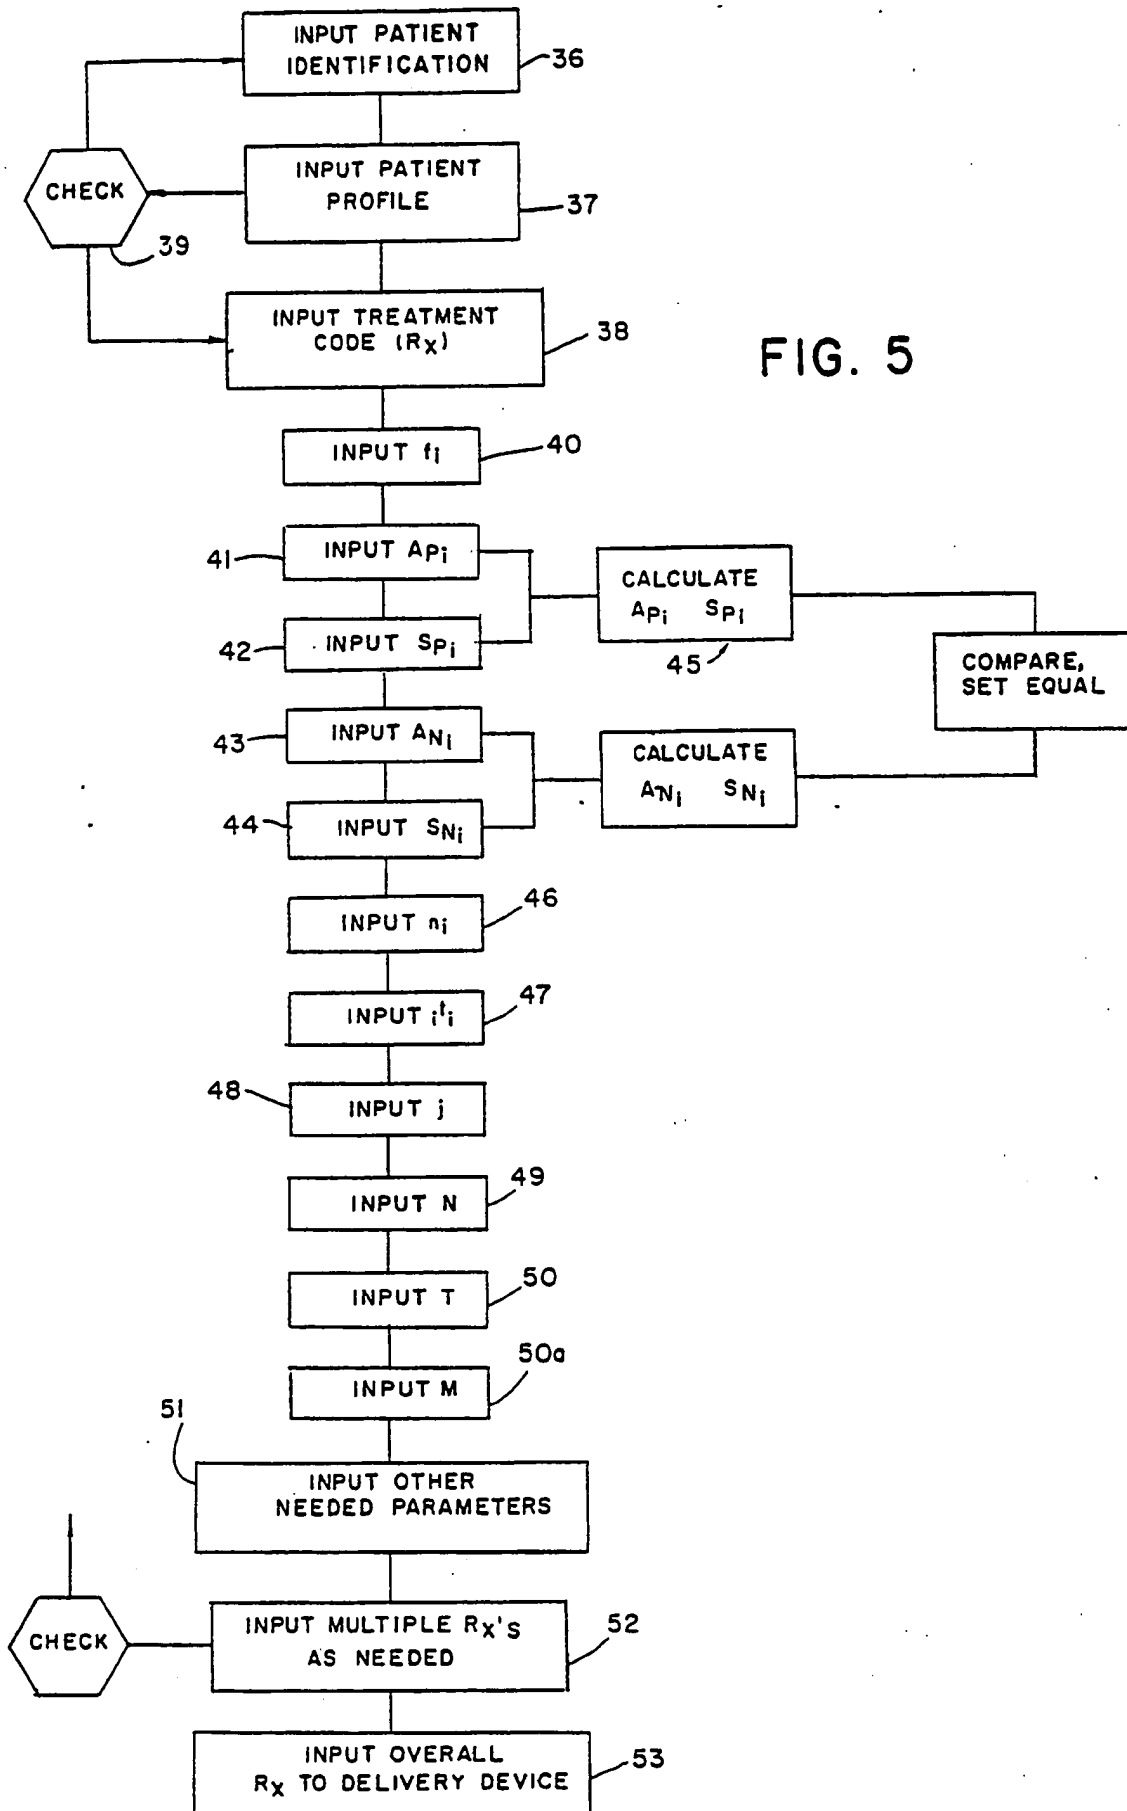 INPUT PATIENT
IDENTIFICATION
36
INPUT PATIENT
PROFILE
37
CHECK
39
INPUT TREATMENT
CODE (Rx)
38
FIG. 5
INPUT fi
40
41
INPUT APi
42
INPUT SPi
CALCULATE
APi SPi
45
COMPARE,
SET EQUAL
43
INPUT ANi
44
INPUT SNi
CALCULATE
ANi SNi
INPUT ni
46
INPUT iti
47
48
INPUT j
INPUT N
49
INPUT T
50
INPUT M
50a
51
INPUT OTHER
NEEDED PARAMETERS
CHECK
INPUT MULTIPLE Rx'S
AS NEEDED
52
INPUT OVERALL
Rx TO DELIVERY DEVICE
53